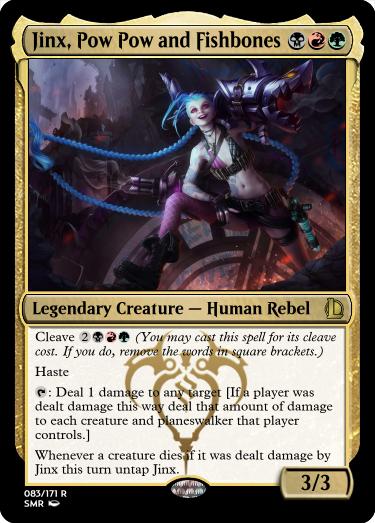 Jinx, Pow Pow and Fishbones
Legendary Creature — Human Rebel
Cleave 2 (You may cast this spell for its cleave
cost. If you do, remove the words in square brackets.)
Haste
: Deal 1 damage to any target [If a player was
dealt damage this way deal that amount of damage
to each creature and planeswalker that player
controls.]
Whenever a creature dies if it was dealt damage by
Jinx this turn untap Jinx.
3/3
083/171 R
SMR